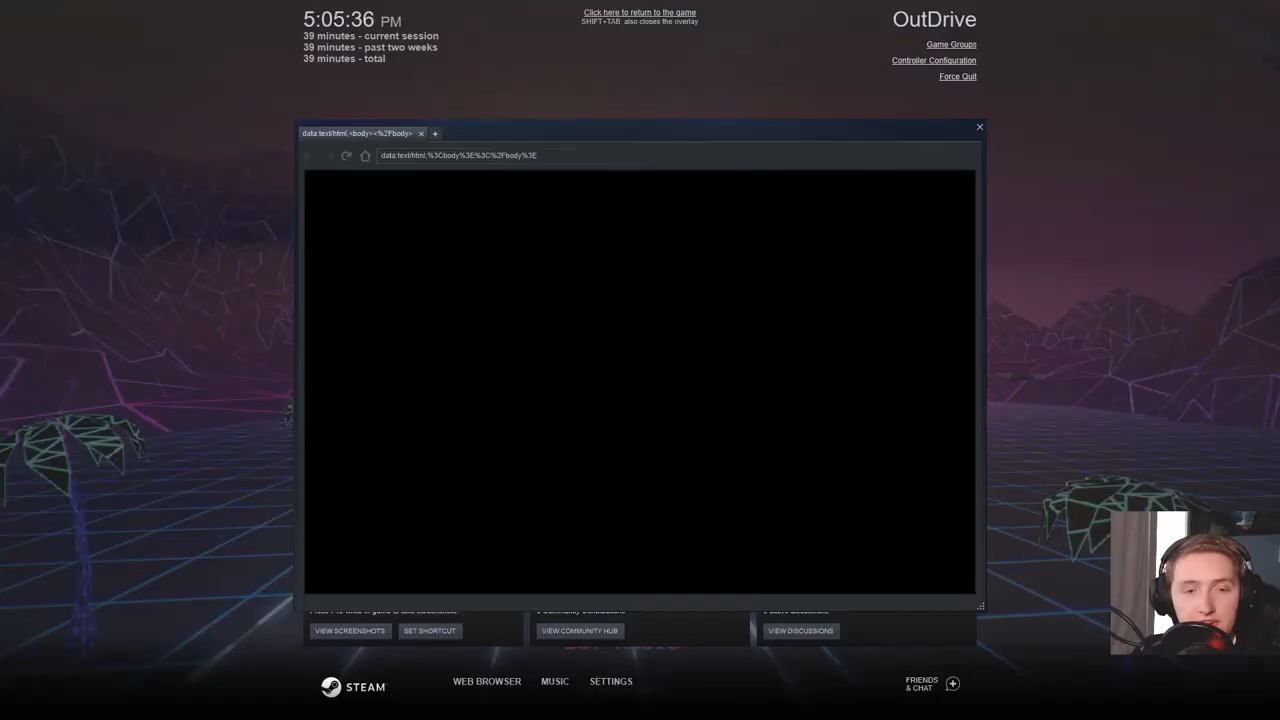 5:05:36 PM
39 minutes - current session
39 minutes - past two weeks
39 minutes - total
Click here to return to the game
SHIFT+TAB also closes the overlay
OutDrive
Game Groups
Controller Configuration
Force Quit
data:text/html,<body><%2Fbody>
data:text/html,%3Cbody%3E%3C%2Fbody%3E
VIEW SCREENSHOTS
SET SHORTCUT
VIEW COMMUNITY HUB
VIEW DISCUSSIONS
STEAM
WEB BROWSER
MUSIC
SETTINGS
FRIENDS
& CHAT